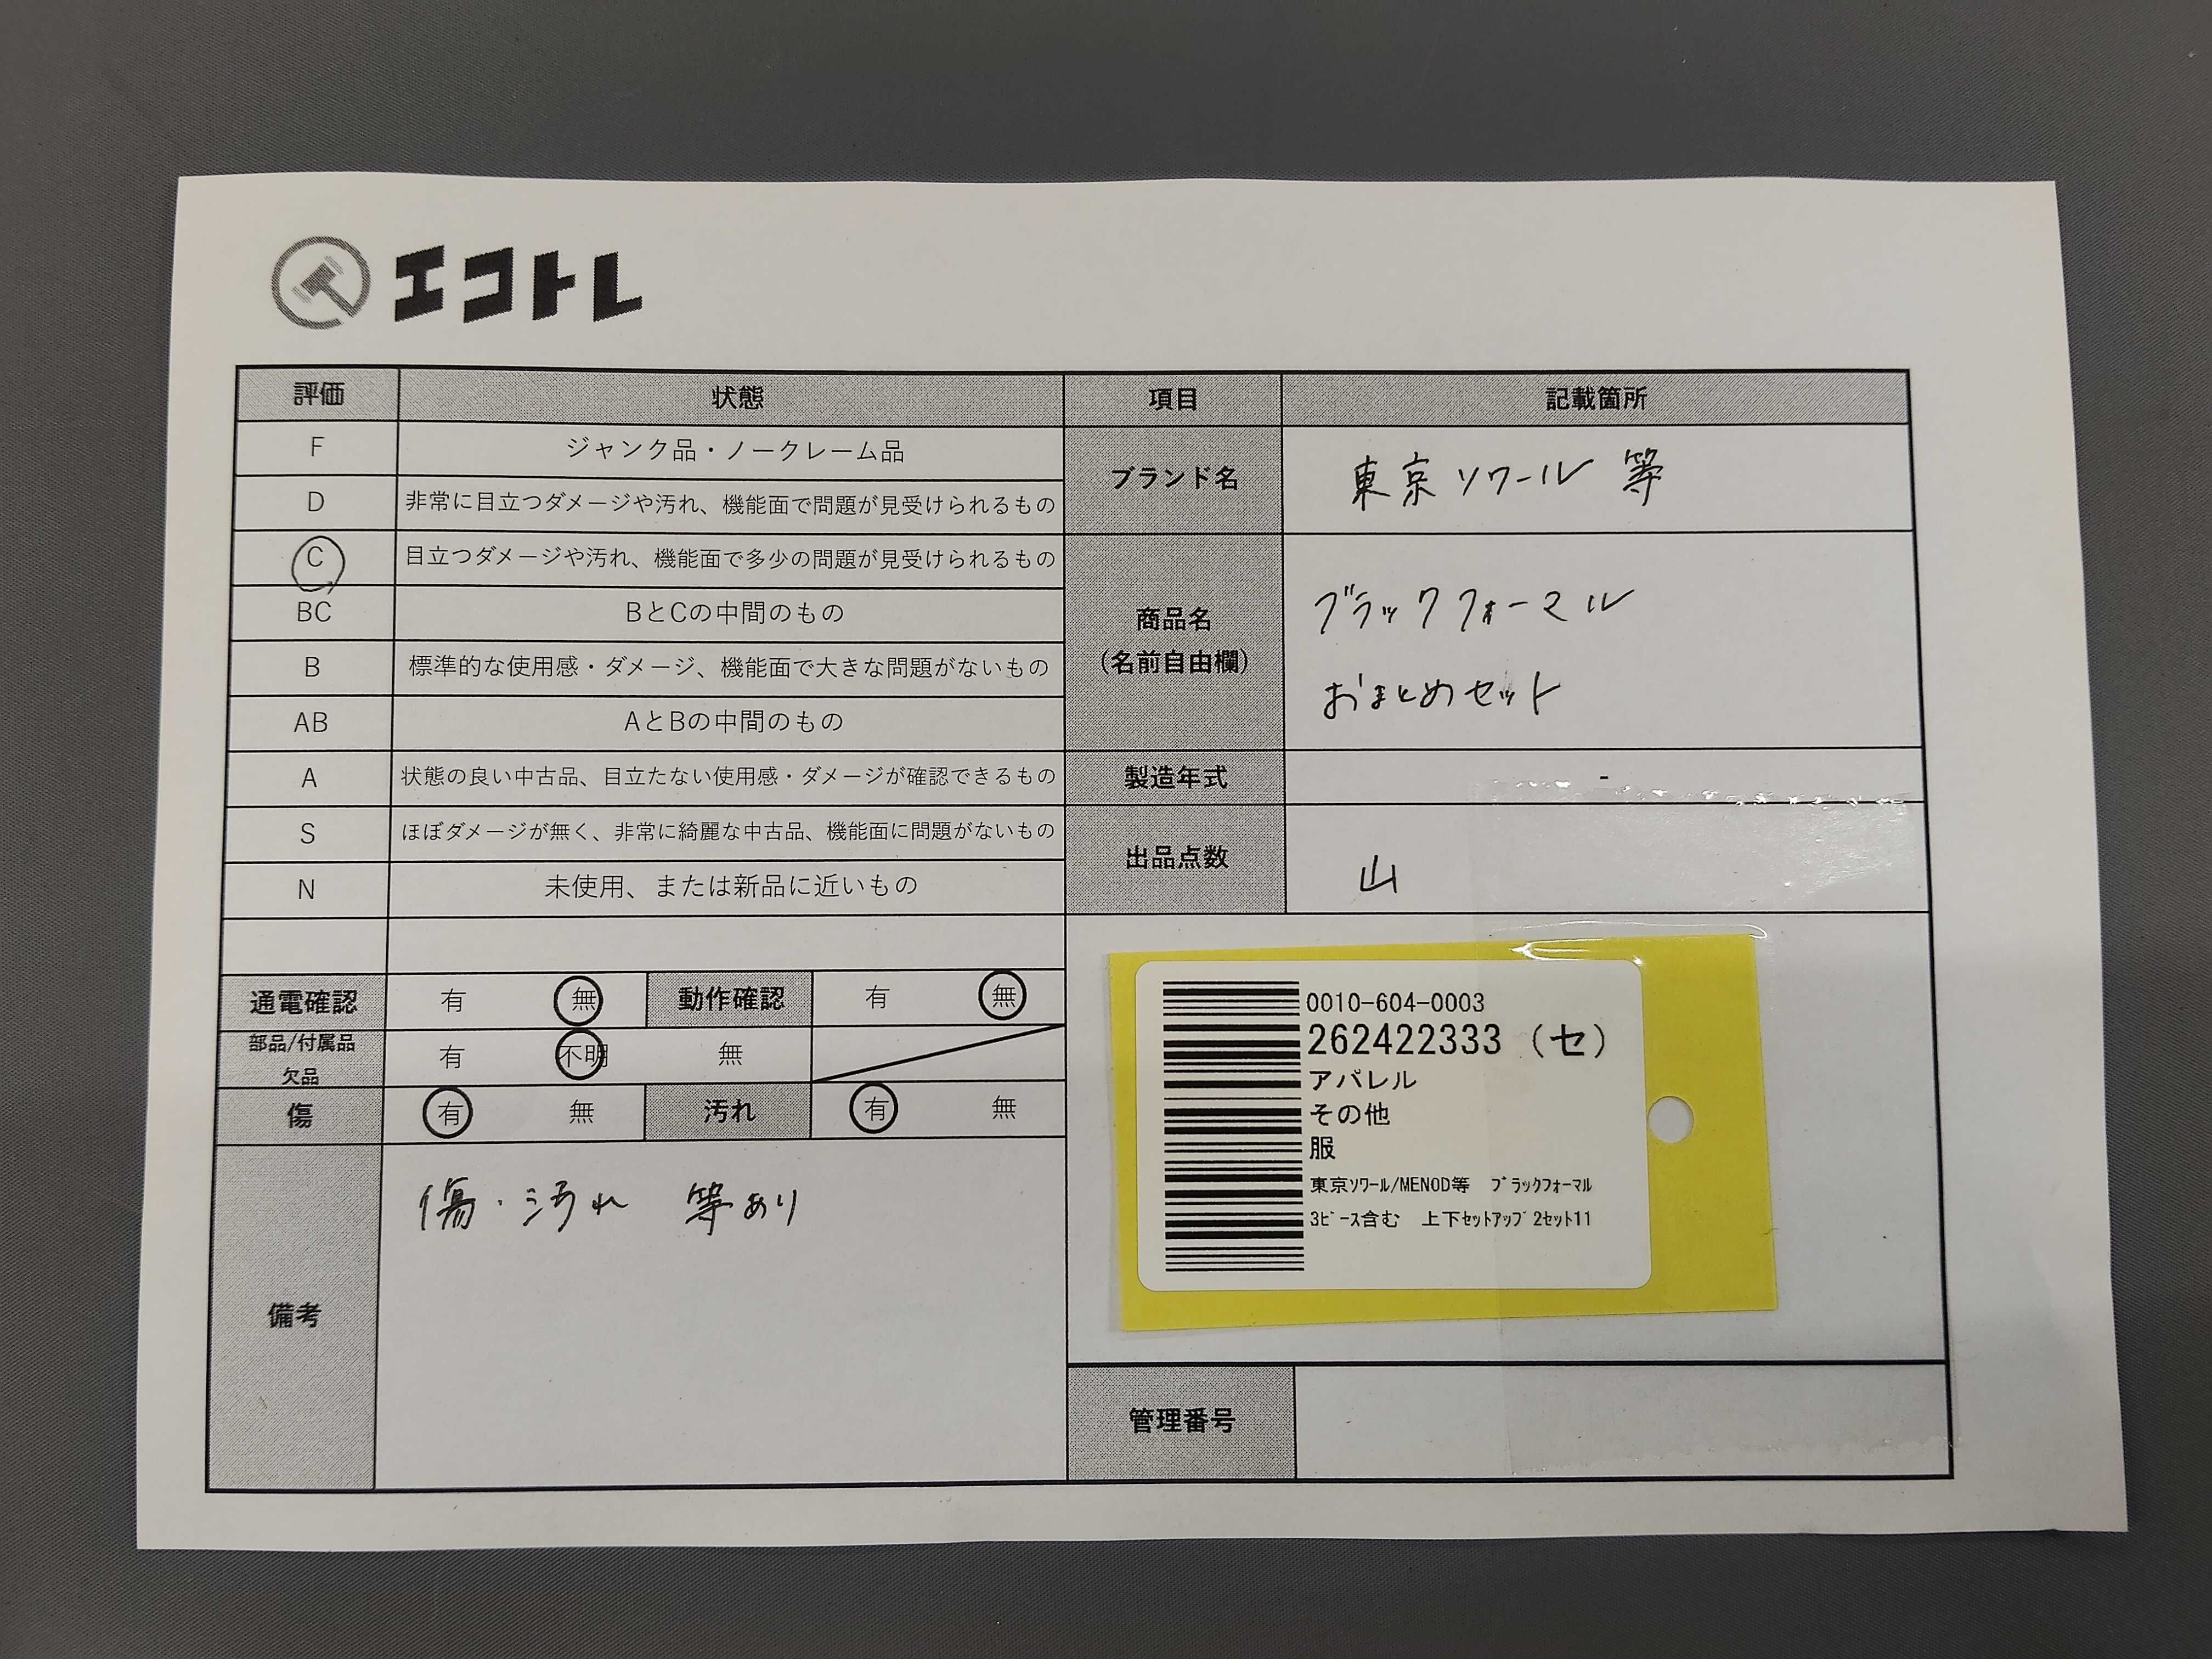 エコトレ
評価 状態 項目 記載箇所
F ジャンク品・ノークレーム品
D 非常に目立つダメージや汚れ、機能面で問題が見受けられるもの
C 目立つダメージや汚れ、機能面で多少の問題が見受けられるもの
BC BとCの中間のもの
B 標準的な使用感・ダメージ、機能面で大きな問題がないもの
AB AとBの中間のもの
A 状態の良い中古品、目立たない使用感・ダメージが確認できるもの
S ほぼダメージが無く、非常に綺麗な中古品、機能面に問題がないもの
N 未使用、または新品に近いもの
ブランド名 東京ソワール 等
商品名
(名前自由欄)
ブラックフォーマル
おまとめセット
製造年式 -
出品点数 山
通電確認 有 無 動作確認 有 無
部品/付属品
欠品
有 不明 無
傷 有 無 汚れ 有 無
備考 傷・汚れ 等あり
0010-604-0003
262422333 (セ)
アパレル
その他
服
東京ｿﾜｰﾙ/MENOD等 ﾌﾞﾗｯｸﾌｫｰﾏﾙ
3ﾋﾟｰｽ含む 上下ｾｯﾄｱｯﾌﾟ2ｾｯﾄ11
管理番号